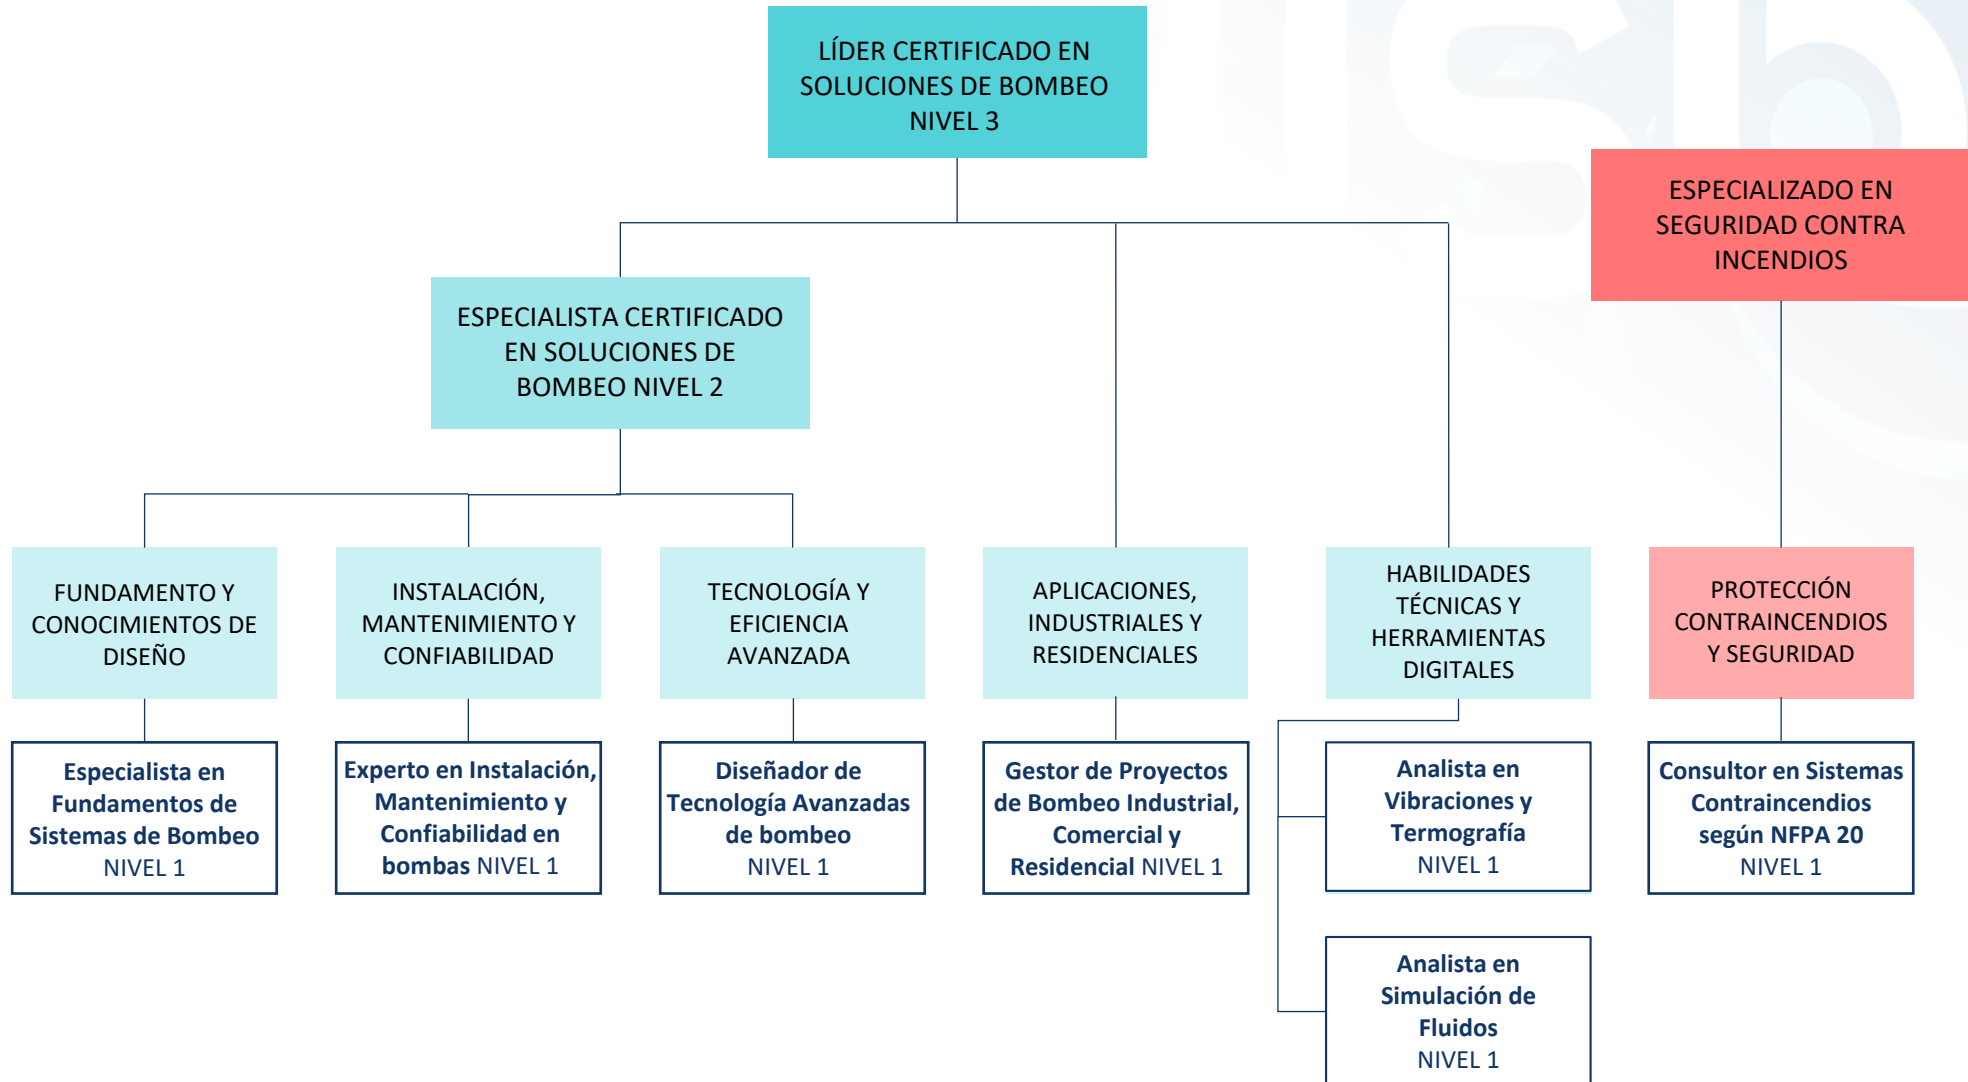 LÍDER CERTIFICADO EN
SOLUCIONES DE BOMBEO
NIVEL 3
ESPECIALIZADO EN
SEGURIDAD CONTRA
INCENDIOS
ESPECIALISTA CERTIFICADO
EN SOLUCIONES DE
BOMBEO NIVEL 2
FUNDAMENTO Y
CONOCIMIENTOS DE
DISEÑO
INSTALACIÓN,
MANTENIMIENTO Y
CONFIABILIDAD
TECNOLOGÍA Y
EFICIENCIA
AVANZADA
APLICACIONES,
INDUSTRIALES Y
RESIDENCIALES
HABILIDADES
TÉCNICAS Y
HERRAMIENTAS
DIGITALES
PROTECCIÓN
CONTRAINCENDIOS
Y SEGURIDAD
Especialista en
Fundamentos de
Sistemas de Bombeo
NIVEL 1
Experto en Instalación,
Mantenimiento y
Confiabilidad en
bombas NIVEL 1
Diseñador de
Tecnología Avanzadas
de bombeo
NIVEL 1
Gestor de Proyectos
de Bombeo Industrial,
Comercial y
Residencial NIVEL 1
Analista en
Vibraciones y
Termografía
NIVEL 1
Consultor en Sistemas
Contraincendios
según NFPA 20
NIVEL 1
Analista en
Simulación de
Fluidos
NIVEL 1